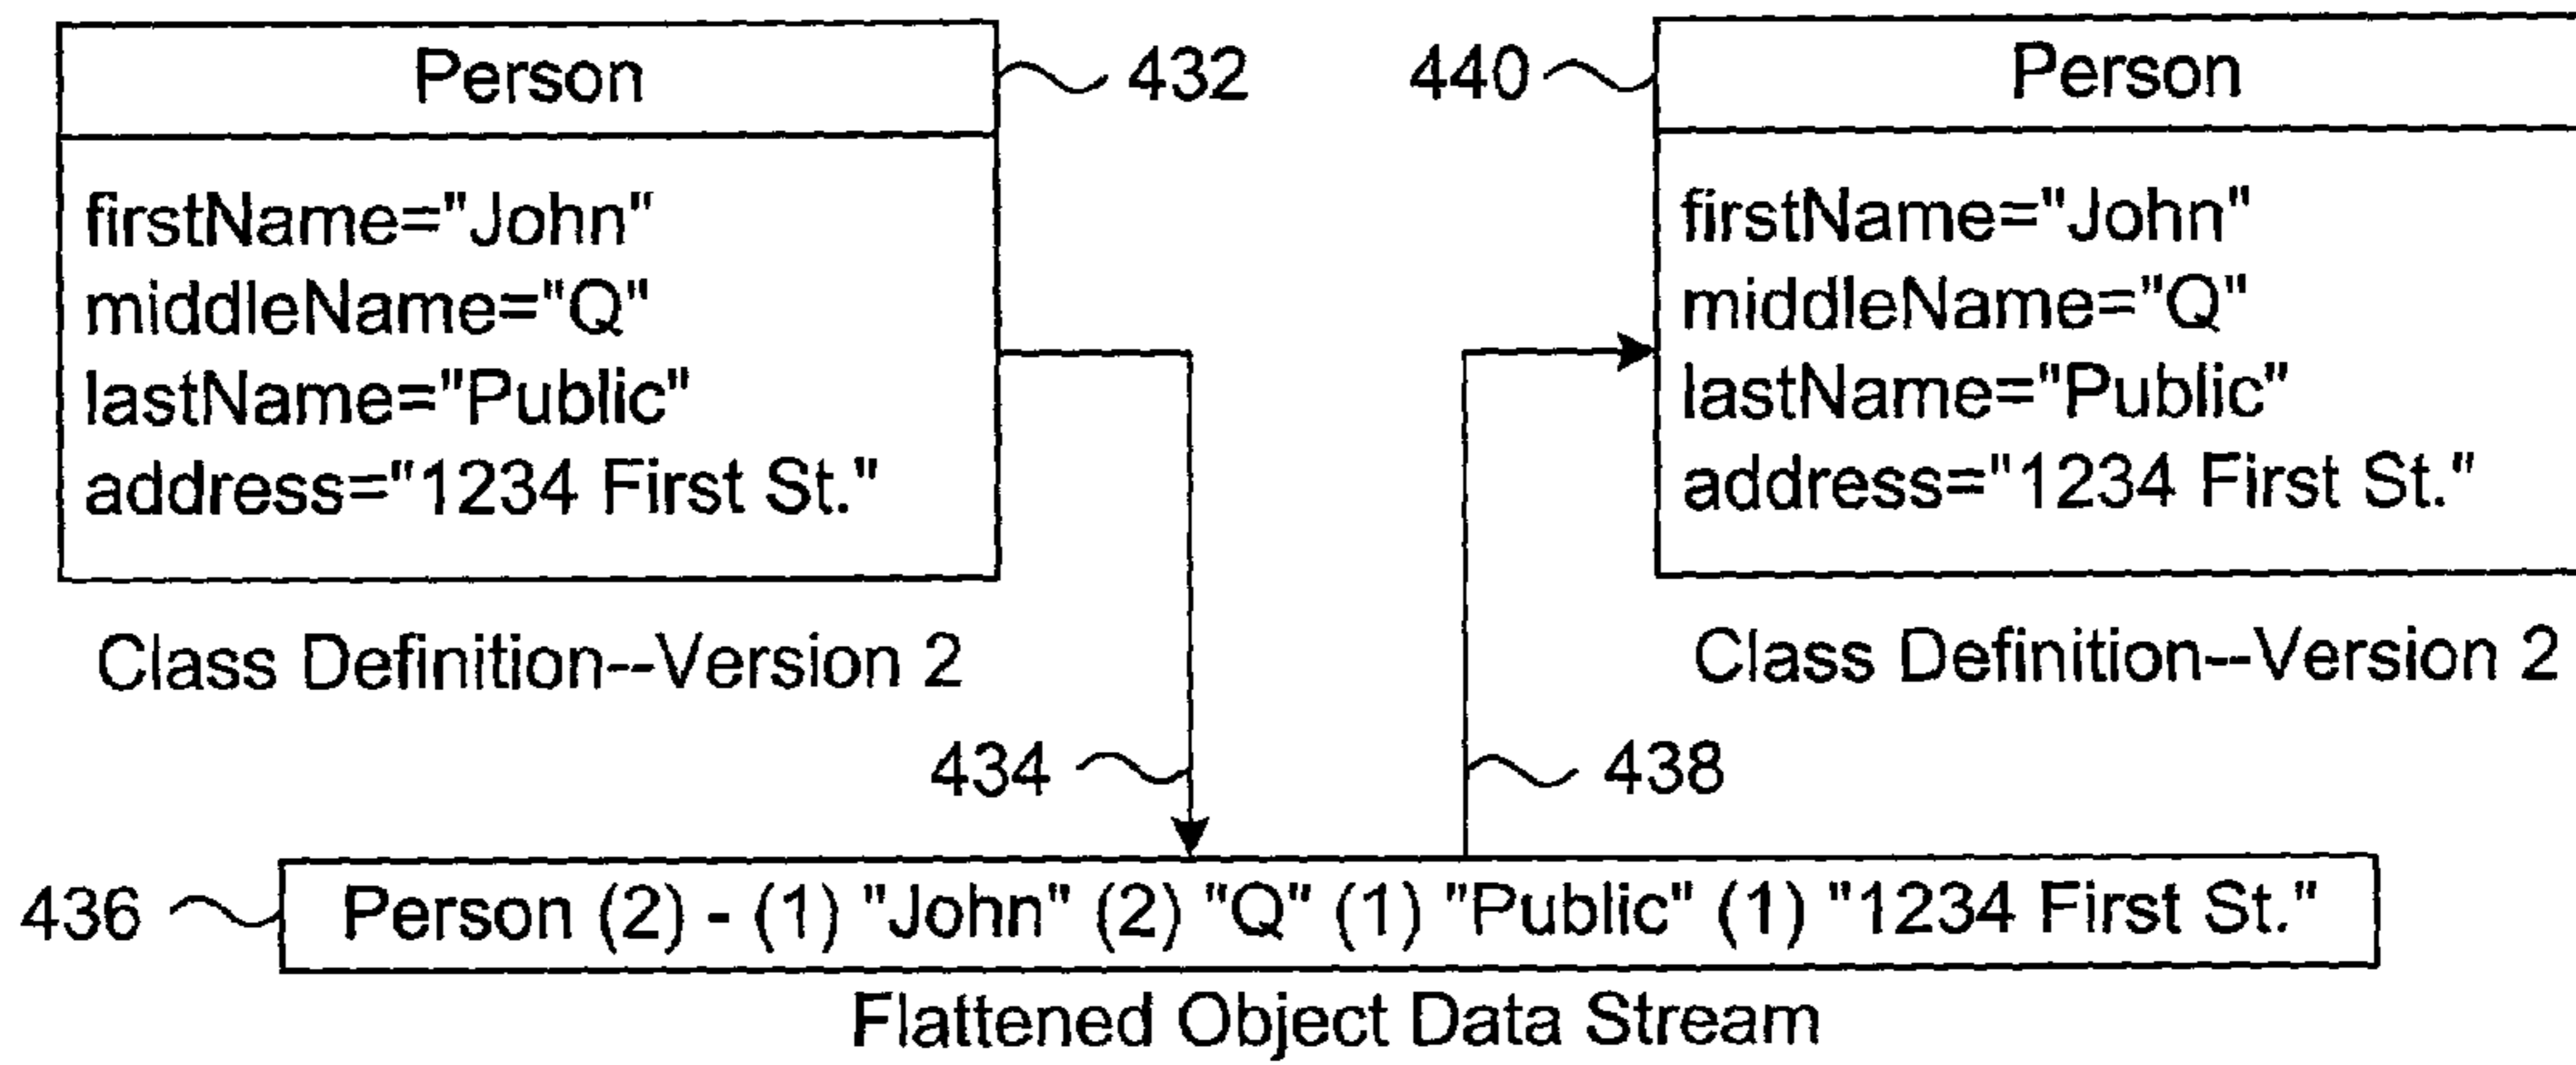 Person
432
firstName="John"
middleName="Q"
lastName="Public"
address="1234 First St."
Class Definition--Version 2
440
Person
firstName="John"
middleName="Q"
lastName="Public"
address="1234 First St."
Class Definition--Version 2
434
438
436
Person (2) - (1) "John" (2) "Q" (1) "Public" (1) "1234 First St."
Flattened Object Data Stream